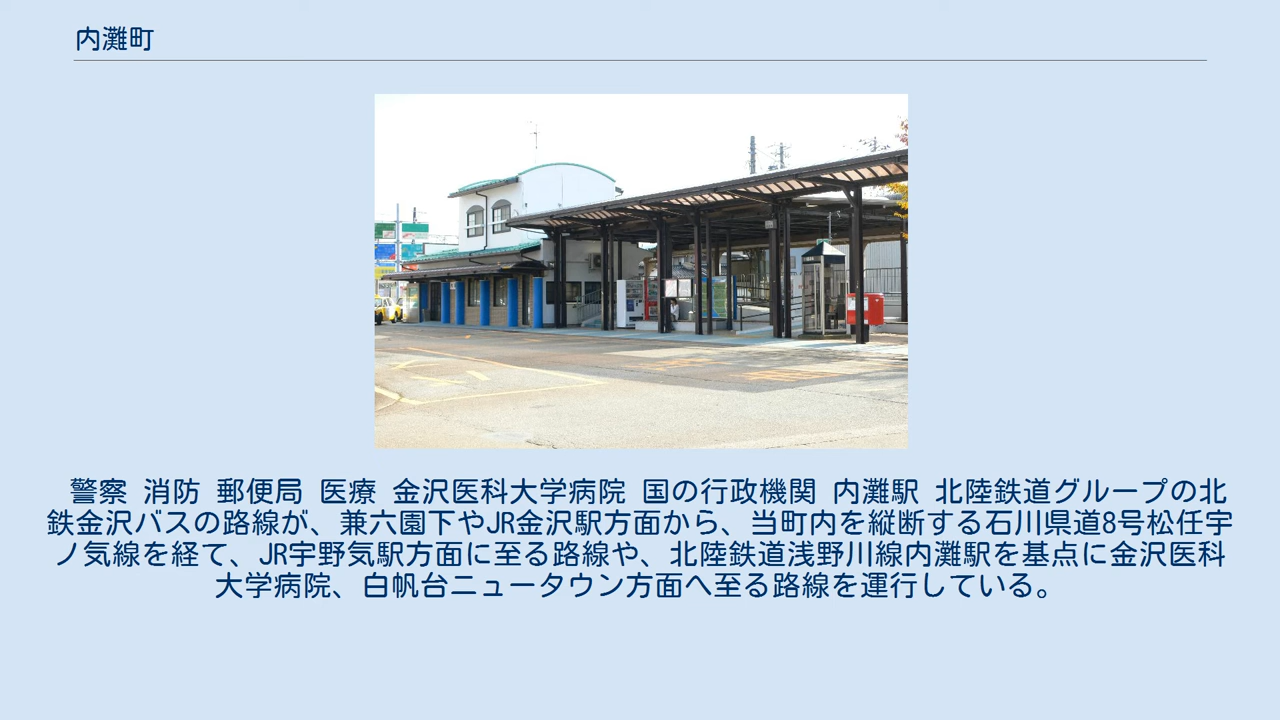 内灘町
警察 消防 郵便局 医療 金沢医科大学病院 国の行政機関 内灘駅 北陸鉄道グループの北
鉄金沢バスの路線が、兼六園下やJR金沢駅方面から、当町内を縦断する石川県道8号松任宇
ノ気線を経て、JR宇野気駅方面に至る路線や、北陸鉄道浅野川線内灘駅を基点に金沢医科
大学病院、白帆台ニュータウン方面へ至る路線を運行している。